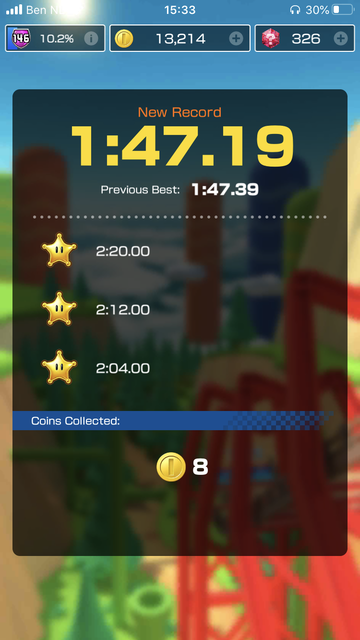 Ben N
15:33
30%
146
10.2%
13,214
326
New Record
1:47.19
Previous Best: 1:47.39
2:20.00
2:12.00
2:04.00
Coins Collected:
8